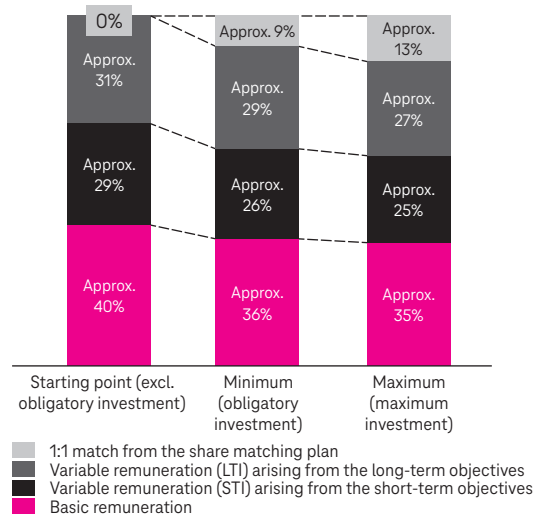 0%
Approx. 9%
Approx.
13%
Approx.
31%
Approx.
29%
Approx.
27%
Approx.
29%
Approx.
26%
Approx.
25%
Approx.
40%
Approx.
36%
Approx.
35%
Starting point (excl.
obligatory investment)
Minimum
(obligatory
investment)
Maximum
(maximum
investment)
1:1 match from the share matching plan
Variable remuneration (LTI) arising from the long-term objectives
Variable remuneration (STI) arising from the short-term objectives
Basic remuneration